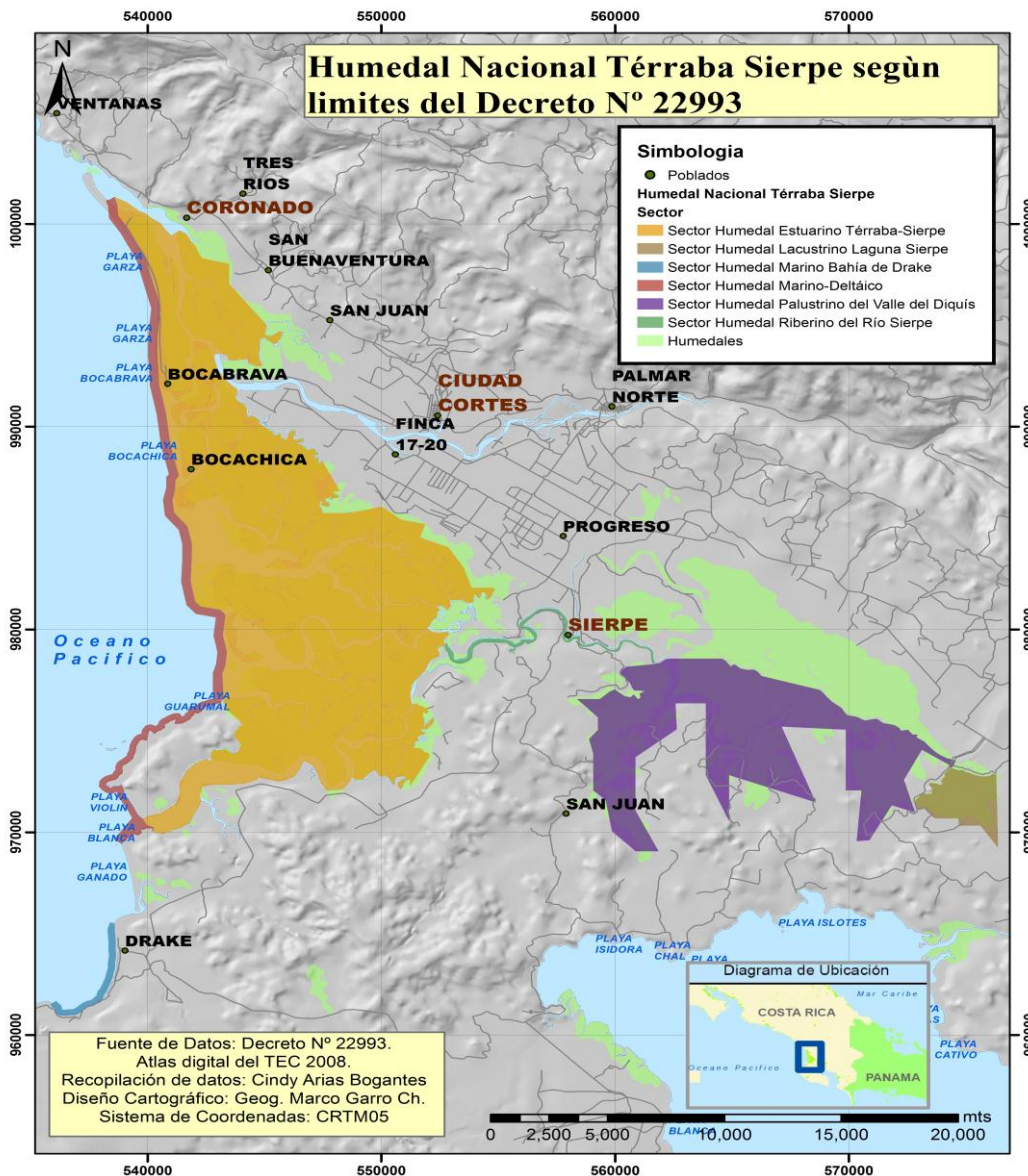 540000 550000 560000 570000
N
Humedal Nacional Térraba Sierpe segùn
limites del Decreto Nº 22993
VENTANAS
Simbologia
Poblados
Humedal Nacional Térraba Sierpe
Sector
Sector Humedal Estuarino Térraba-Sierpe
Sector Humedal Lacustrino Laguna Sierpe
Sector Humedal Marino Bahía de Drake
Sector Humedal Marino-Deltáico
Sector Humedal Palustrino del Valle del Diquís
Sector Humedal Riberino del Río Sierpe
Humedales
TRES
RIOS
CORONADO
1000000
1000000
SAN
BUENAVENTURA
PLAYA
GARZA
SAN JUAN
PLAYA
GARZA
PLAYA
BOCABRAVA
BOCABRAVA
CIUDAD
CORTES
PALMAR
NORTE
FINCA
17-20
990000
PLAYA
BOCACHICA
BOCACHICA
PROGRESO
SIERPE
980000
Oceano
Pacifico
PLAYA
GUARUMAL
PLAYA
VIOLIN
SAN JUAN
PLAYA
BLANCA
970000
PLAYA
GANADO
DRAKE
PLAYA ISLOTES
PLAYA
ISIDORA
PLAYA
CHAL
PLAYA
Diagrama de Ubicación
Mar Caribe
COSTA RICA
Oceano Pacifico
PANAMA
960000
PLAYA
CATIVO
Fuente de Datos: Decreto Nº 22993.
Atlas digital del TEC 2008.
Recopilación de datos: Cindy Arias Bogantes
Diseño Cartográfico: Geog. Marco Garro Ch.
Sistema de Coordenadas: CRTM05
mts
0 2,500 5,000 10,000 15,000 20,000
BLANCA
540000 550000 560000 570000